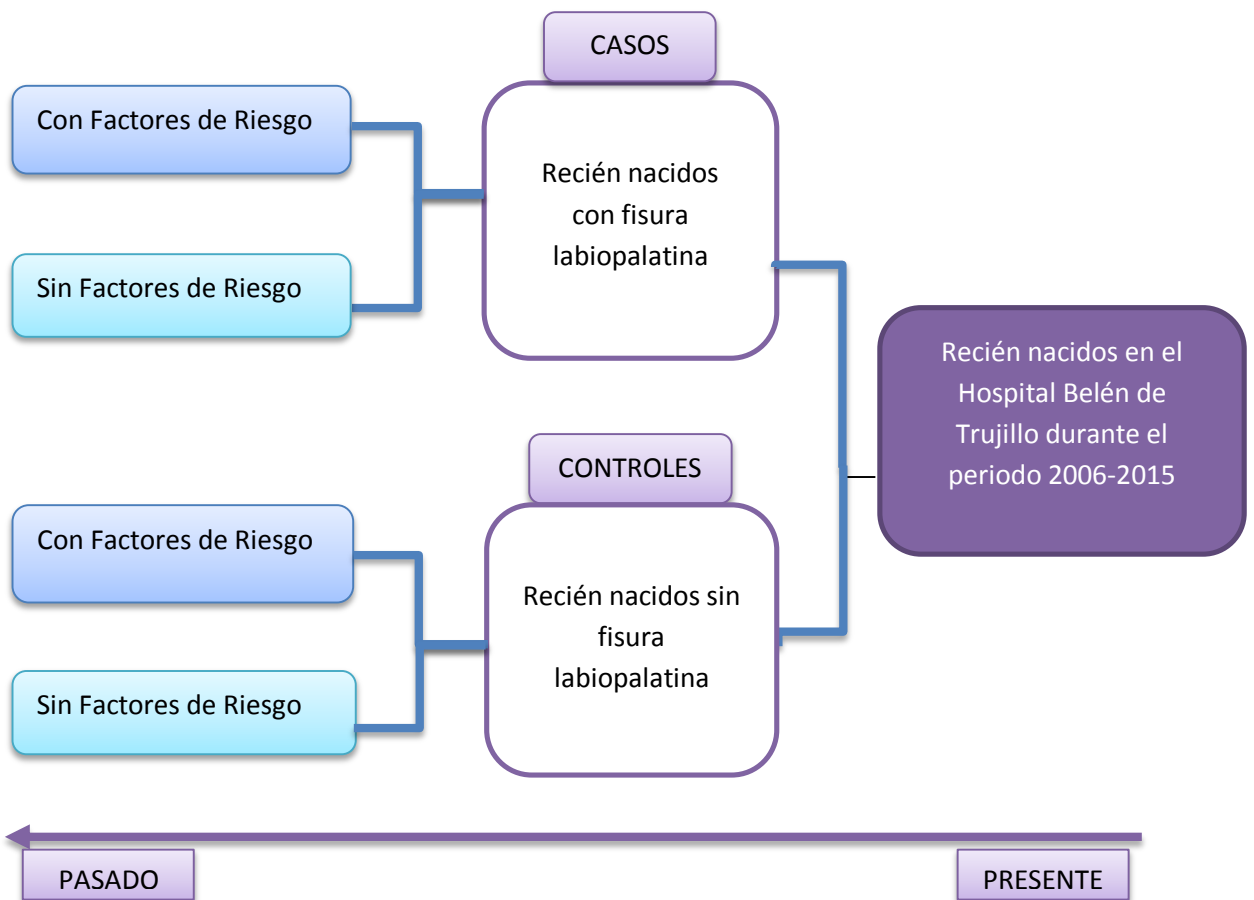 CASOS
Con Factores de Riesgo
Sin Factores de Riesgo
Recién nacidos
con fisura
labiopalatina
Recién nacidos en el
Hospital Belén de
Trujillo durante el
periodo 2006-2015
CONTROLES
Con Factores de Riesgo
Sin Factores de Riesgo
Recién nacidos sin
fisura
labiopalatina
PASADO
PRESENTE